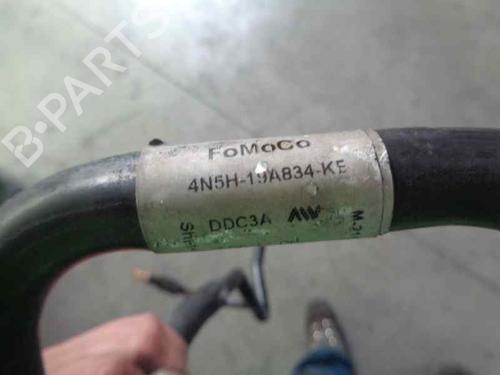 B-PARTS
FoMoCo
4N5H-19A834-KE
DDC3A